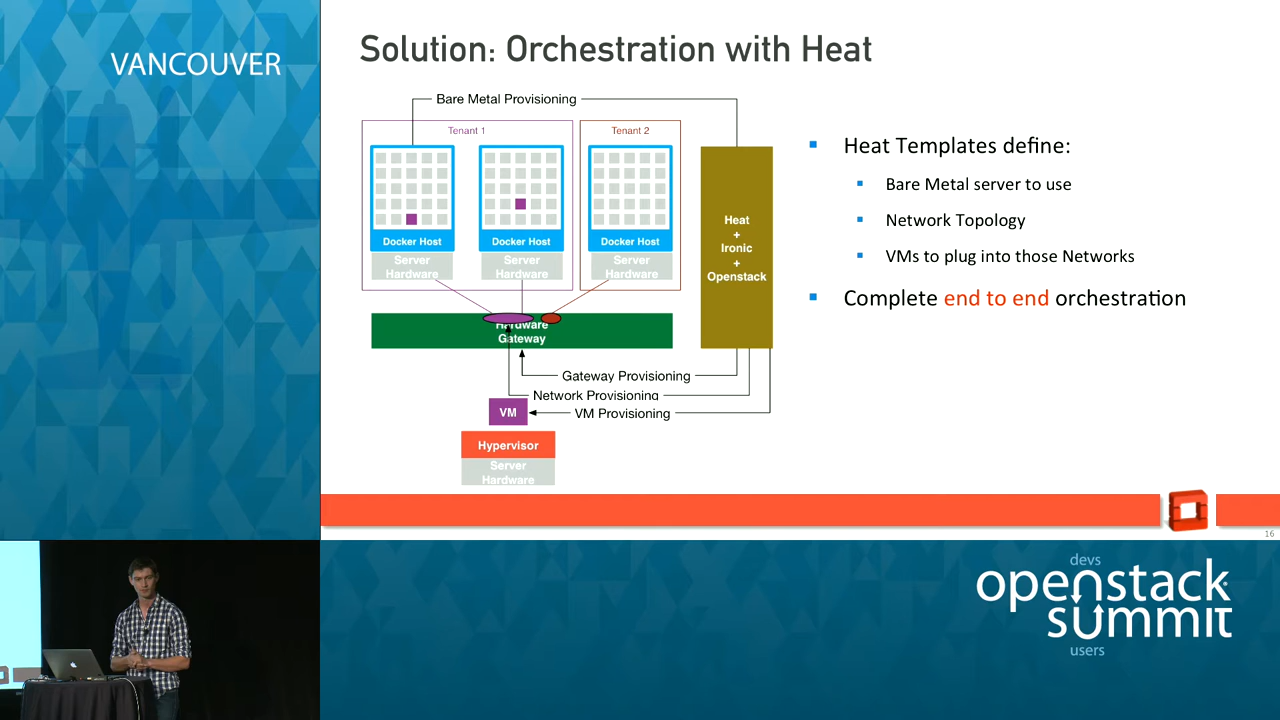 VANCOUVER
Solution: Orchestration with Heat
Bare Metal Provisioning
Tenant 1
Tenant 2
Docker Host
Docker Host
Docker Host
Server
Hardware
Server
Hardware
Server
Hardware
Heat
+
Ironic
+
Openstack
Hardware
Gateway
Gateway Provisioning
Network Provisioning
VM
VM Provisioning
Hypervisor
Server
Hardware
Heat Templates define:
Bare Metal server to use
Network Topology
VMs to plug into those Networks
Complete end to end orchestration
16
devs
openstack
summit
users